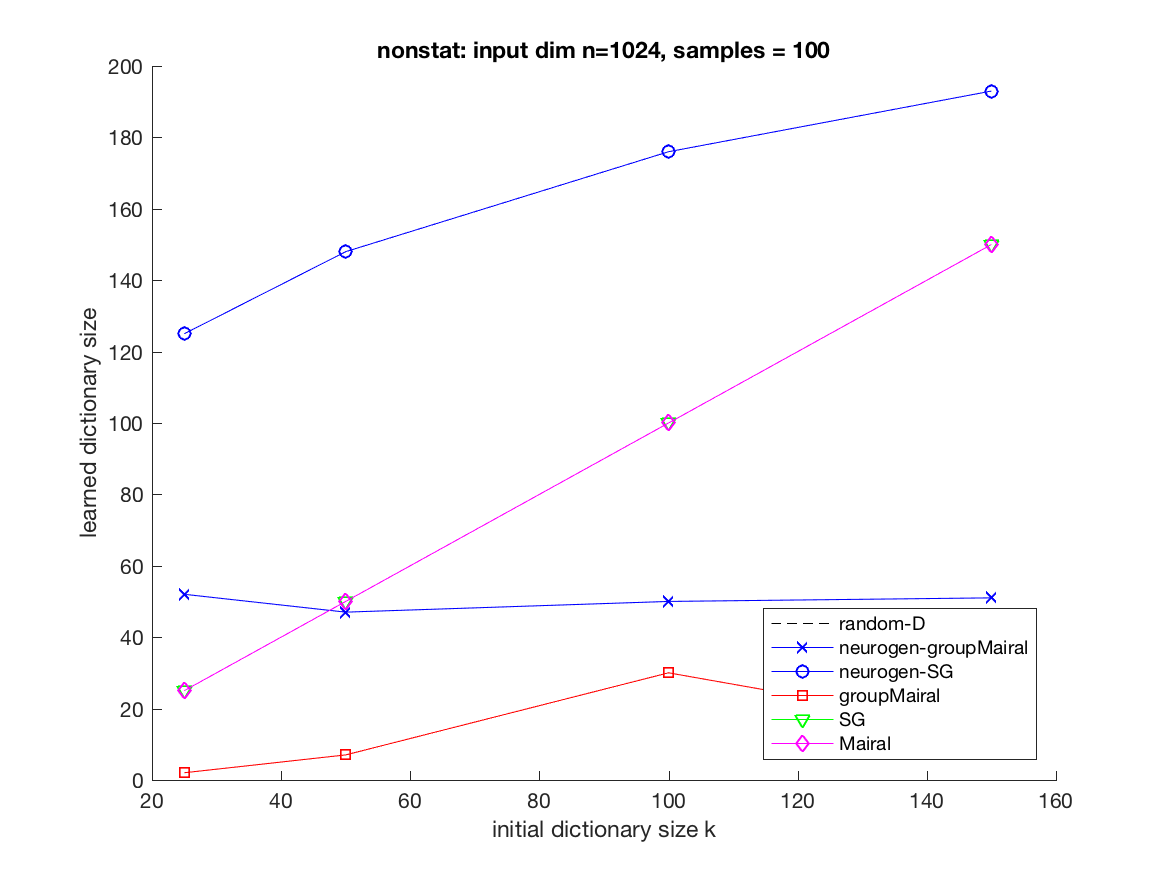 nonstat: input dim n=1024, samples = 100
200
180
160
140
120
100
80
60
40
20
0
learned dictionary size
20 40 60 80 100 120 140 160
initial dictionary size k
random-D
neurogen-groupMairal
neurogen-SG
groupMairal
SG
Mairal